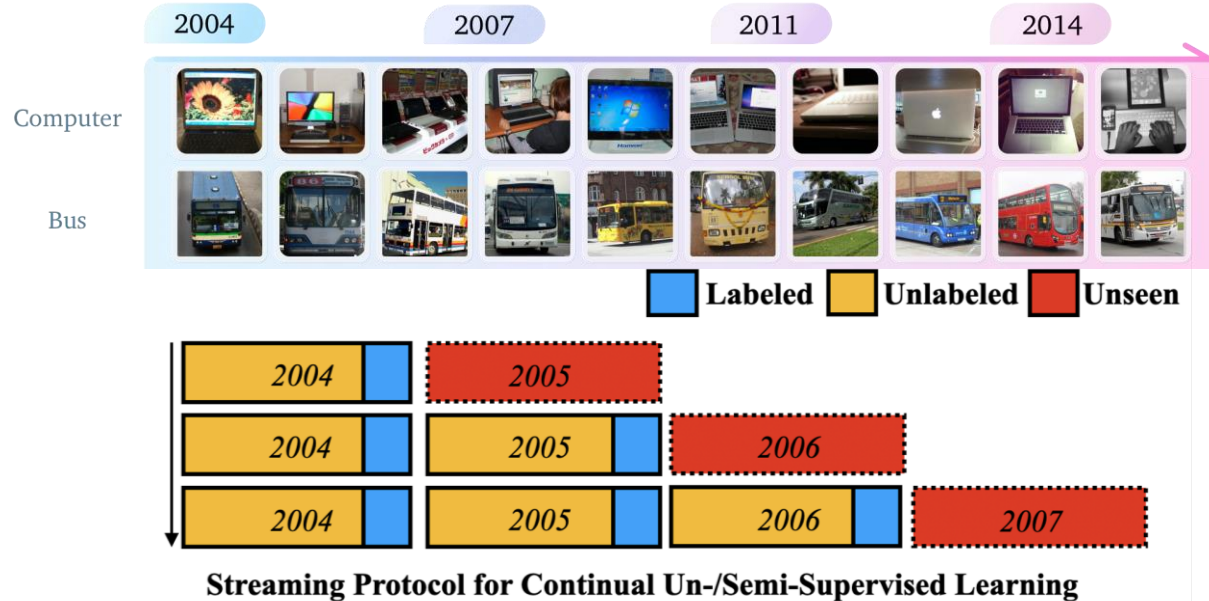 2004 2007 2011 2014
Computer
Bus
Labeled Unlabeled Unseen
2004 2005
2004 2005 2006
2004 2005 2006 2007
Streaming Protocol for Continual Un-/Semi-Supervised Learning